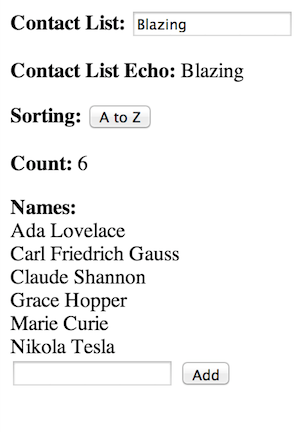 Contact List: Blazing
Contact List Echo: Blazing
Sorting: A to Z
Count: 6
Names:
Ada Lovelace
Carl Friedrich Gauss
Claude Shannon
Grace Hopper
Marie Curie
Nikola Tesla
Add